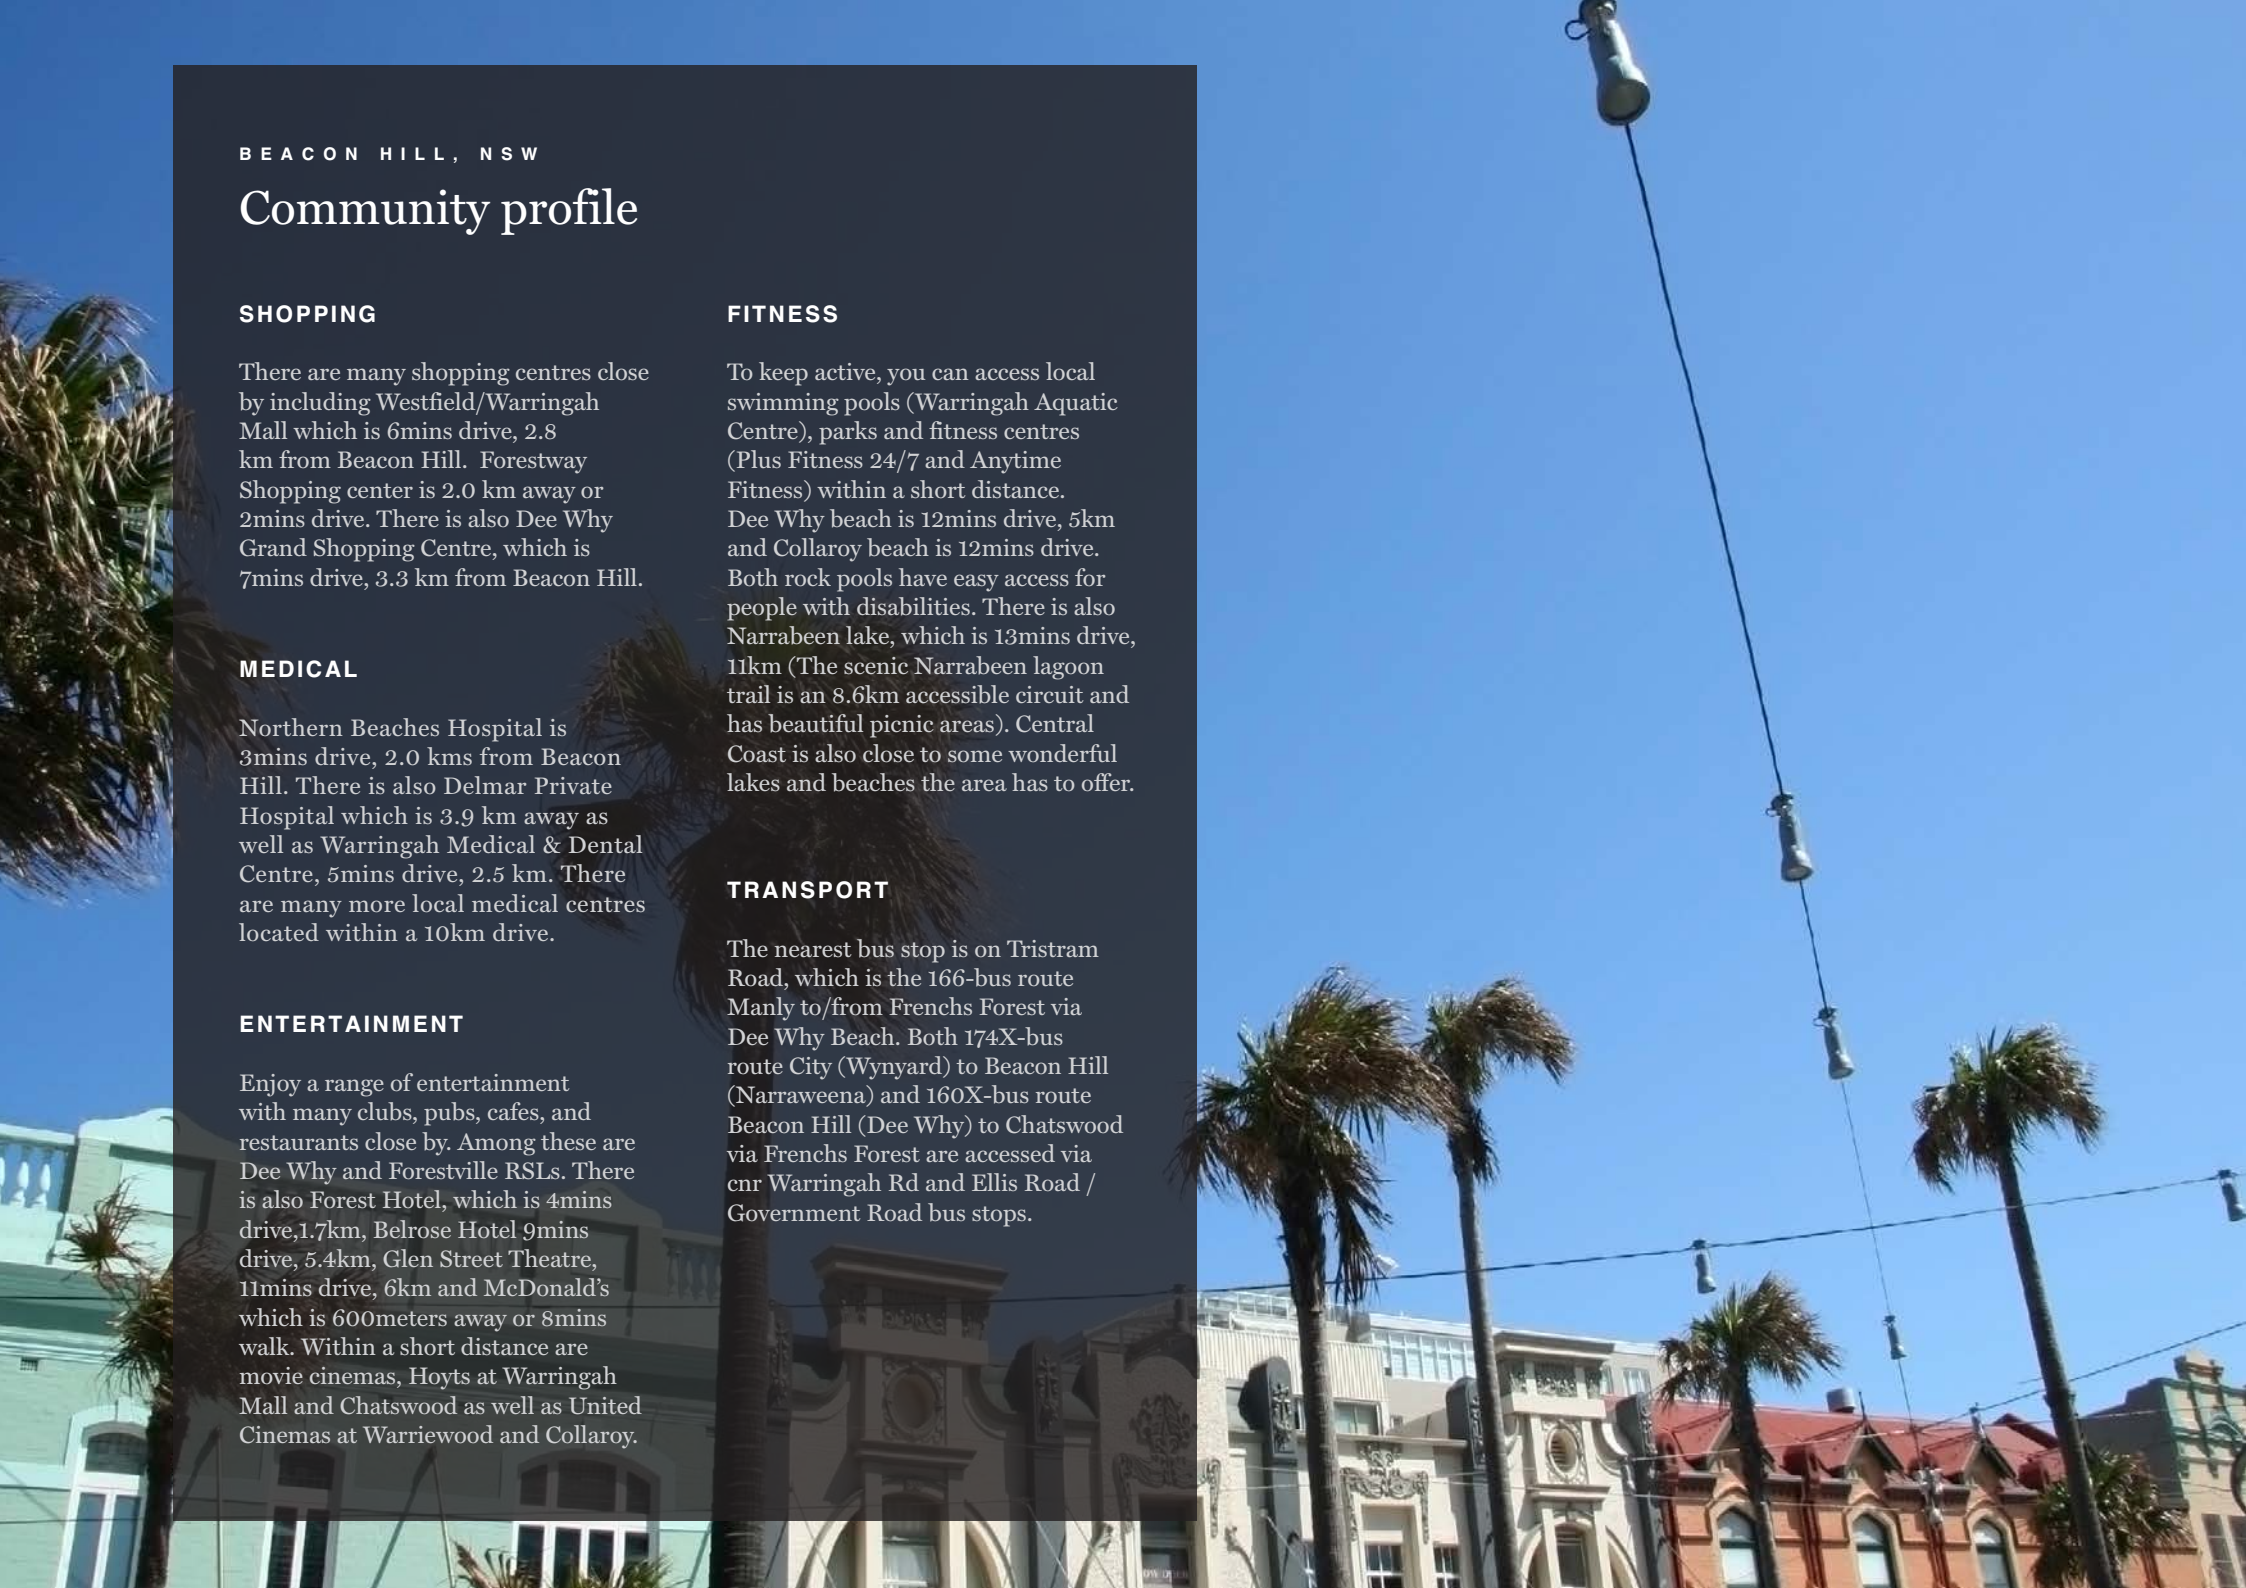 BEACON HILL, NSW
Community profile
SHOPPING
There are many shopping centres close
by including Westfield/Warringah
Mall which is 6mins drive, 2.8
km from Beacon Hill.  Forestway
Shopping center is 2.0 km away or
2mins drive. There is also Dee Why
Grand Shopping Centre, which is
7mins drive, 3.3 km from Beacon Hill.
MEDICAL
Northern Beaches Hospital is
3mins drive, 2.0 kms from Beacon
Hill. There is also Delmar Private
Hospital which is 3.9 km away as
well as Warringah Medical & Dental
Centre, 5mins drive, 2.5 km. There
are many more local medical centres
located within a 10km drive.
ENTERTAINMENT
Enjoy a range of entertainment
with many clubs, pubs, cafes, and
restaurants close by. Among these are
Dee Why and Forestville RSLs. There
is also Forest Hotel, which is 4mins
drive,1.7km, Belrose Hotel 9mins
drive, 5.4km, Glen Street Theatre,
11mins drive, 6km and McDonald’s
which is 600meters away or 8mins
walk. Within a short distance are
movie cinemas, Hoyts at Warringah
Mall and Chatswood as well as United
Cinemas at Warriewood and Collaroy.
FITNESS
To keep active, you can access local
swimming pools (Warringah Aquatic
Centre), parks and fitness centres
(Plus Fitness 24/7 and Anytime
Fitness) within a short distance.
Dee Why beach is 12mins drive, 5km
and Collaroy beach is 12mins drive.
Both rock pools have easy access for
people with disabilities. There is also
Narrabeen lake, which is 13mins drive,
11km (The scenic Narrabeen lagoon
trail is an 8.6km accessible circuit and
has beautiful picnic areas). Central
Coast is also close to some wonderful
lakes and beaches the area has to offer.
TRANSPORT
The nearest bus stop is on Tristram
Road, which is the 166-bus route
Manly to/from Frenchs Forest via
Dee Why Beach. Both 174X-bus
route City (Wynyard) to Beacon Hill
(Narraweena) and 160X-bus route
Beacon Hill (Dee Why) to Chatswood
via Frenchs Forest are accessed via
cnr Warringah Rd and Ellis Road /
Government Road bus stops.